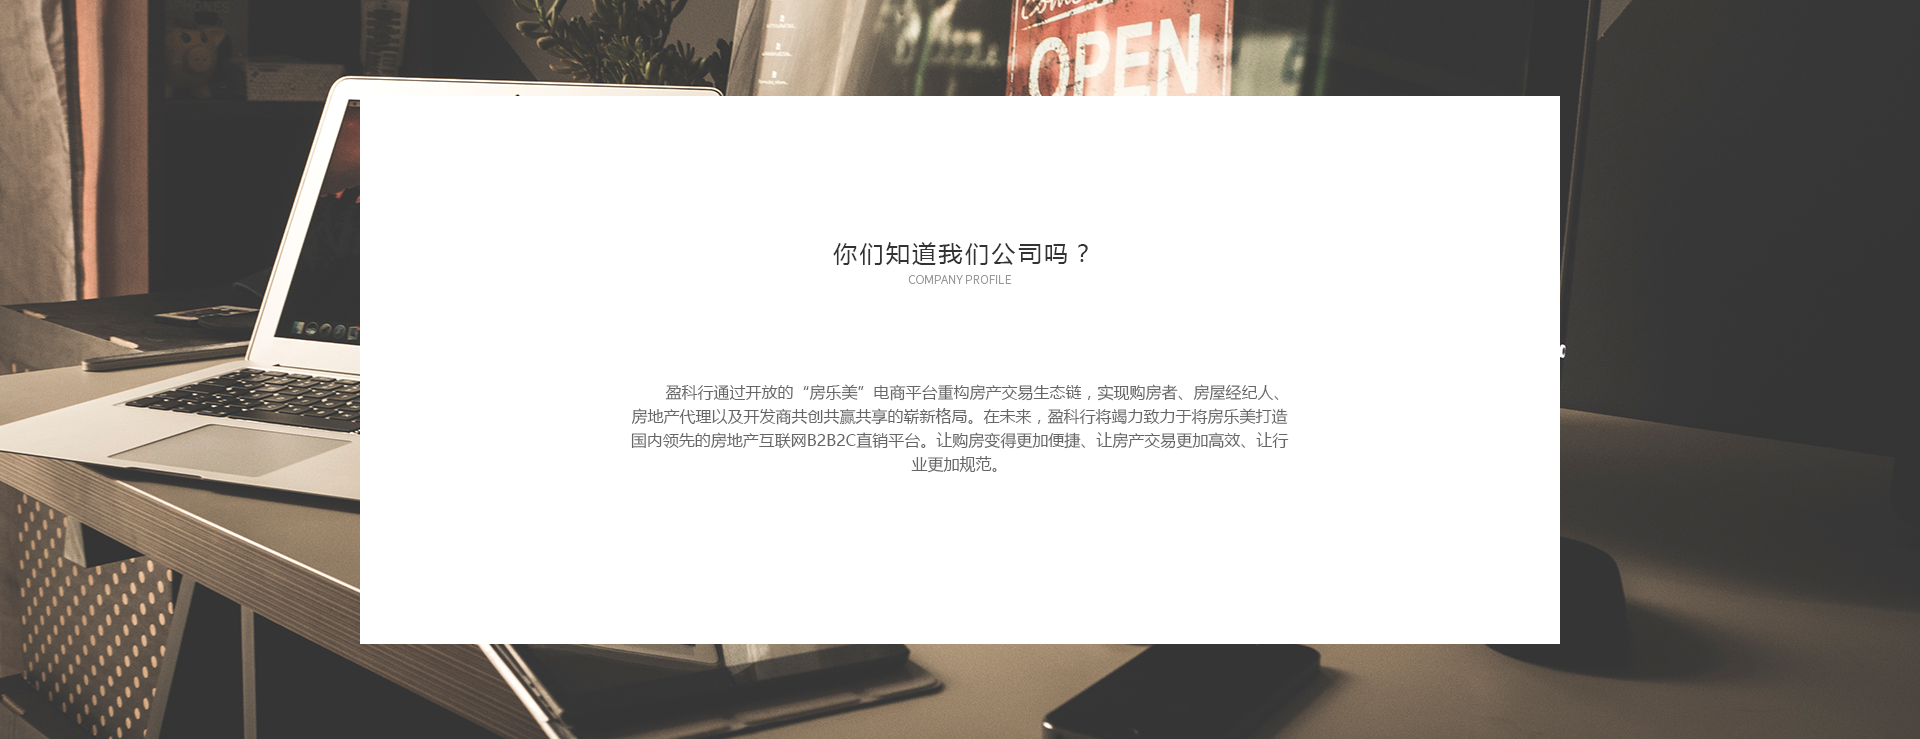 OPEN
你们知道我们公司吗？
COMPANY PROFILE
盈科行通过开放的“房乐美”电商平台重构房产交易生态链，实现购房者、房屋经纪人、
房地产代理以及开发商共创共赢共享的崭新格局。在未来，盈科行将竭力致力于将房乐美打造
国内领先的房地产互联网B2B2C直销平台。让购房变得更加便捷、让房产交易更加高效、让行
业更加规范。